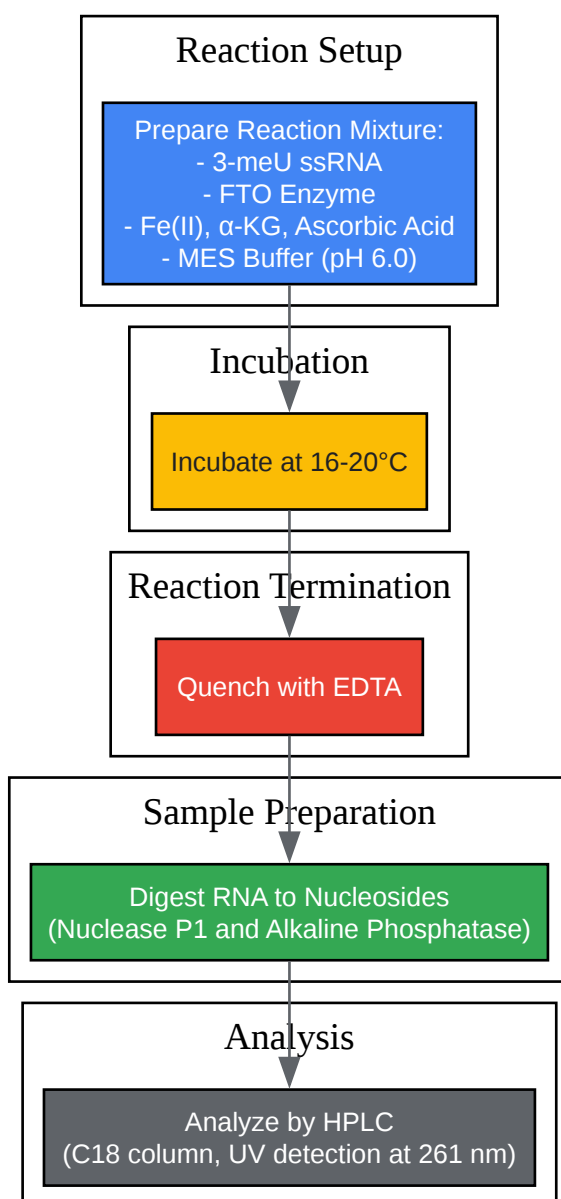 Reaction Setup
Prepare Reaction Mixture:
- 3-meU ssRNA
- FTO Enzyme
- Fe(II), α-KG, Ascorbic Acid
- MES Buffer (pH 6.0)
Incubation
Incubate at 16-20°C
Reaction Termination
Quench with EDTA
Sample Preparation
Digest RNA to Nucleosides
(Nuclease P1 and Alkaline Phosphatase)
Analysis
Analyze by HPLC
(C18 column, UV detection at 261 nm)